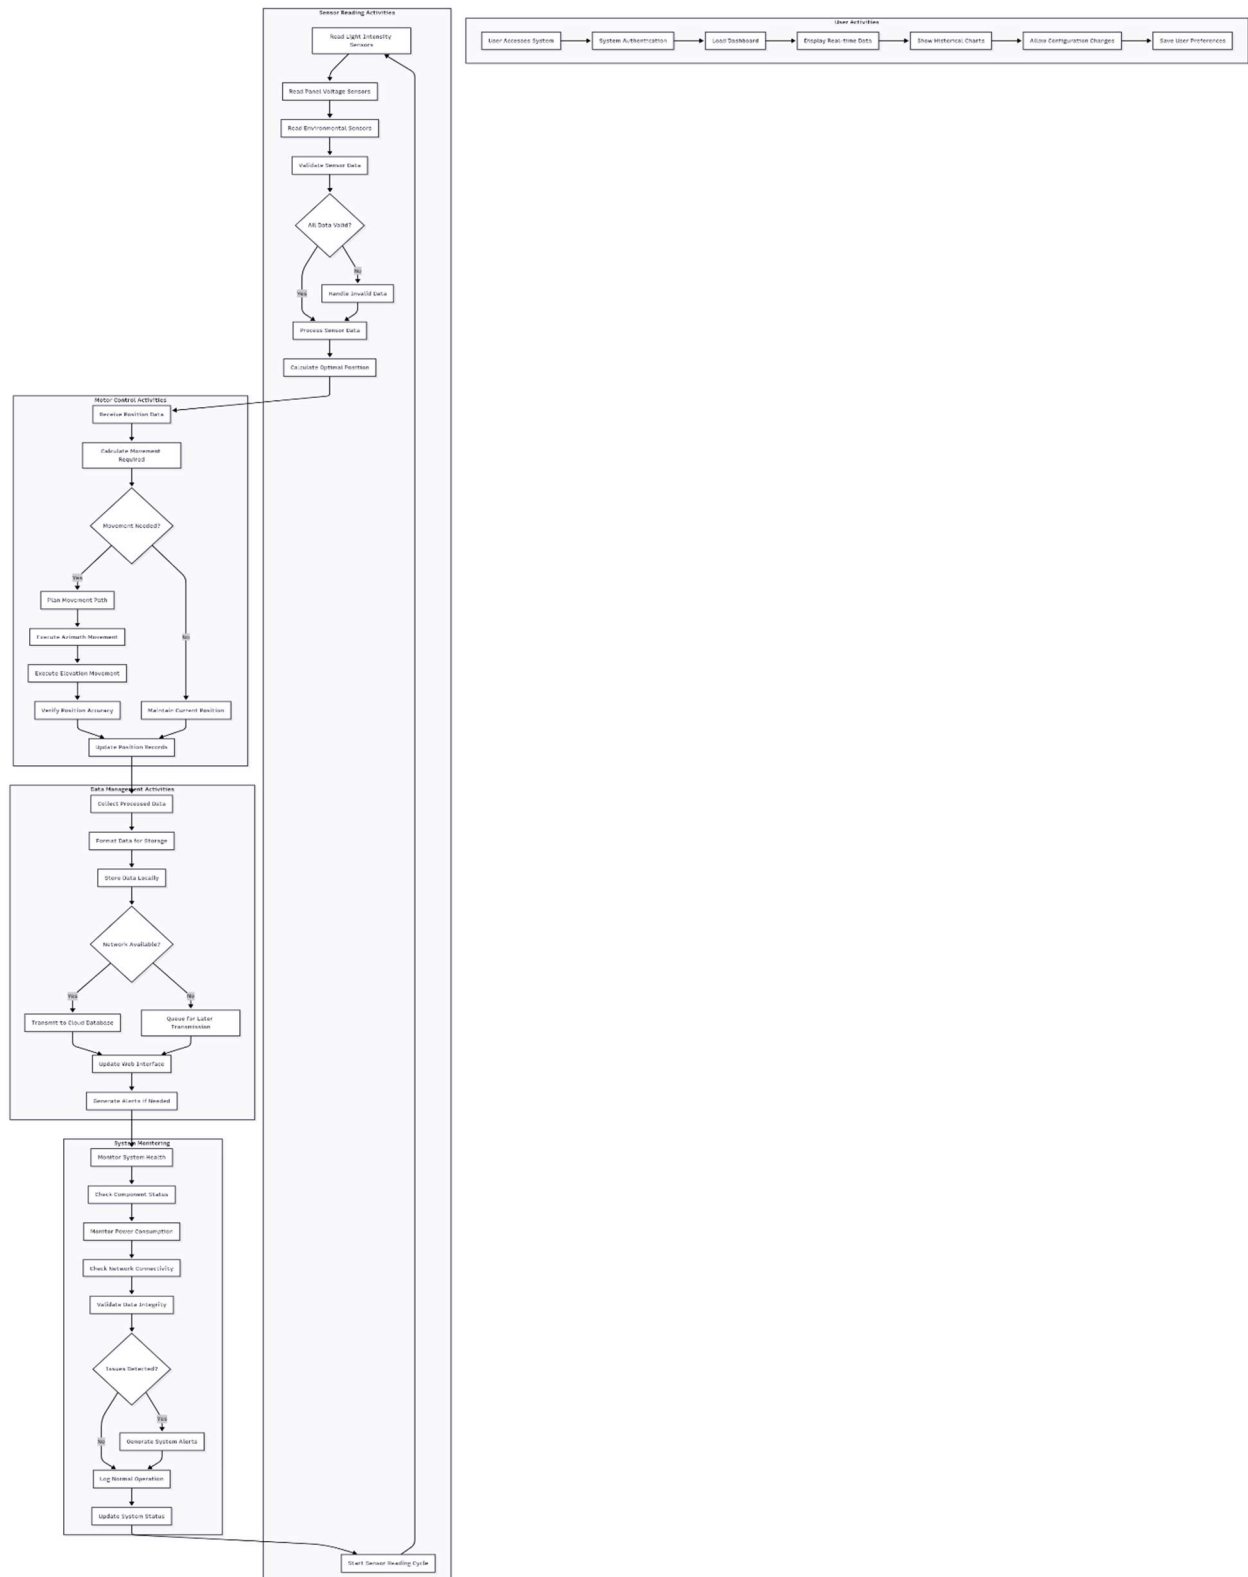 Sensor Reading Activities
Read Light Intensity
Sensors
Read Panel Voltage Sensors
Read Environmental Sensors
Validate Sensor Data
All Data Valid?
No
Yes
Handle Invalid Data
Process Sensor Data
Calculate Optimal Position
User Activities
User Accesses System
System Authentication
Load Dashboard
Display Real-time Data
Show Historical Charts
Allow Configuration Changes
Save User Preferences
Motor Control Activities
Receive Position Data
Calculate Movement
Required
Movement Needed?
Yes
No
Plan Movement Path
Execute Azimuth Movement
Execute Elevation Movement
Verify Position Accuracy
Maintain Current Position
Update Position Records
Data Management Activities
Collect Processed Data
Format Data for Storage
Store Data Locally
Network Available?
Yes
No
Transmit to Cloud Database
Queue for Later
Transmission
Update Web Interface
Generate Alerts if Needed
System Monitoring
Monitor System Health
Check Component Status
Monitor Power Consumption
Check Network Connectivity
Validate Data Integrity
Issues Detected?
Yes
No
Generate System Alerts
Log Normal Operation
Update System Status
Start Sensor Reading Cycle